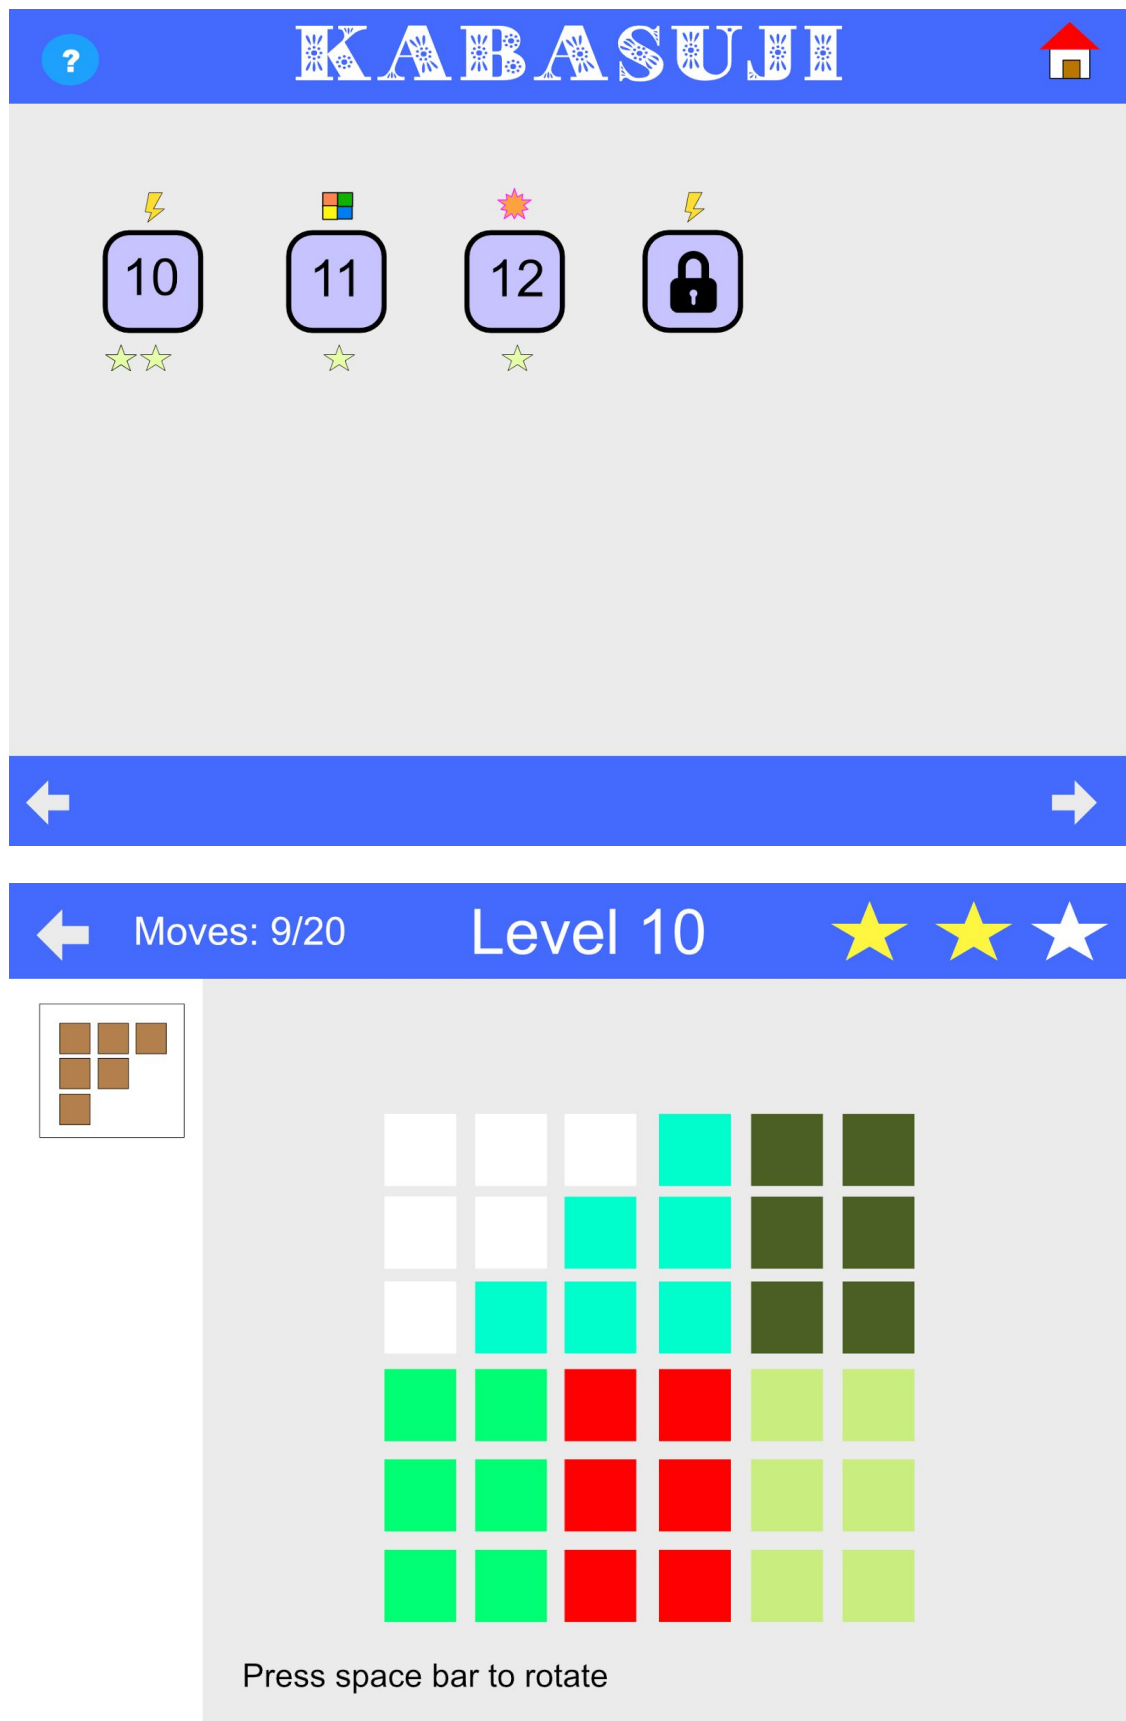 ?
KABASUJI
10
11
12
Moves: 9/20
Level 10
Press space bar to rotate